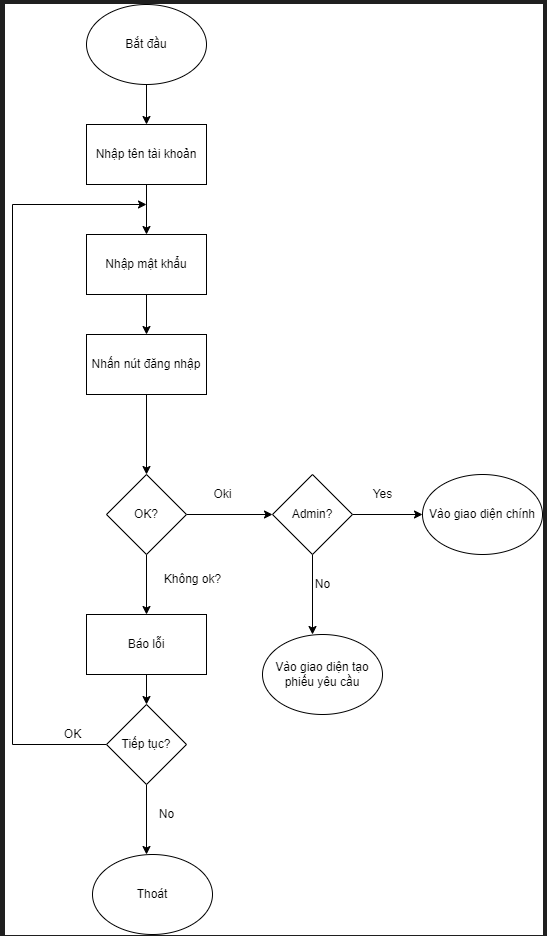 Bắt đầu
Nhập tên tài khoản
Nhập mật khẩu
Nhấn nút đăng nhập
OK?
Oki
Admin?
Yes
Vào giao diện chính
Không ok?
No
Báo lỗi
Vào giao diện tạo
phiếu yêu cầu
OK
Tiếp tục?
No
Thoát